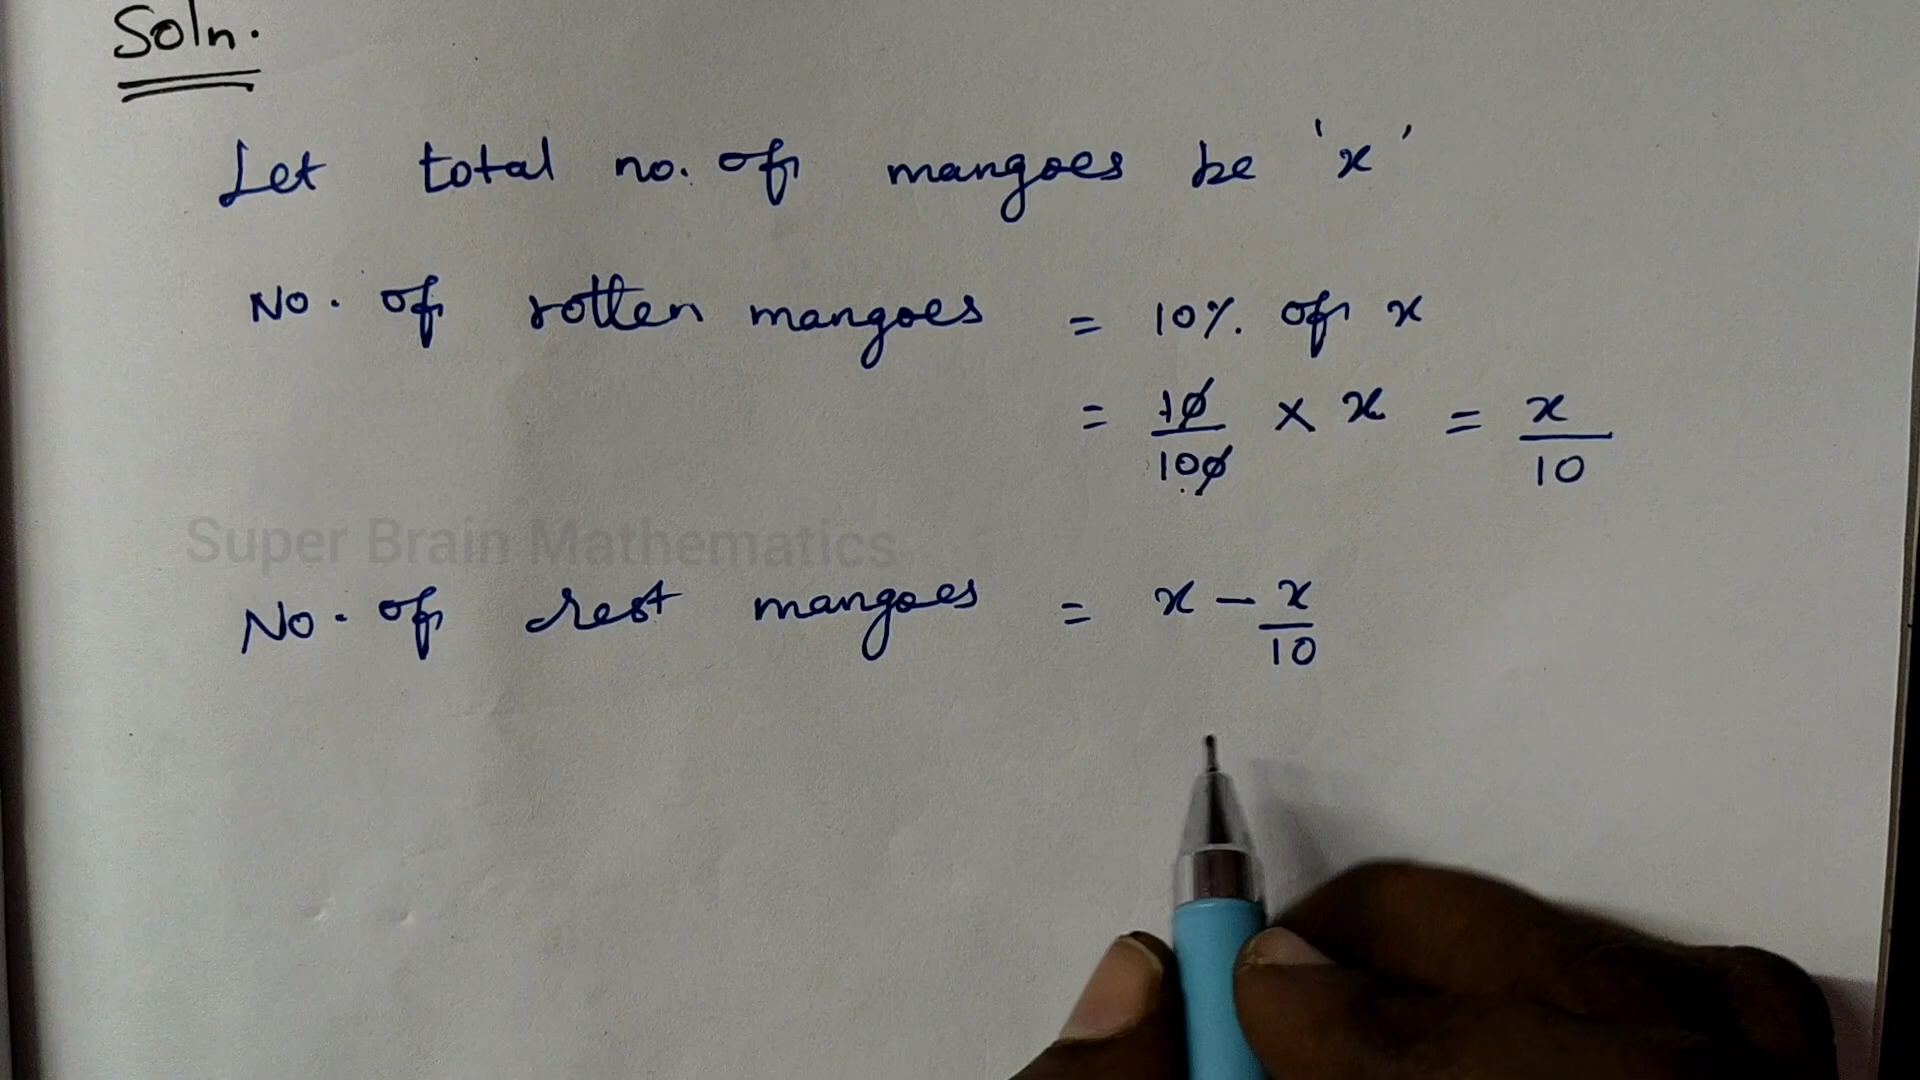 Soln.
Let total no. of mangoes be 'x'
No. of rotten mangoes = 10% of x
= 10/100 × x = x/10
Super Brain Mathematics
No. of rest mangoes = x - x/10